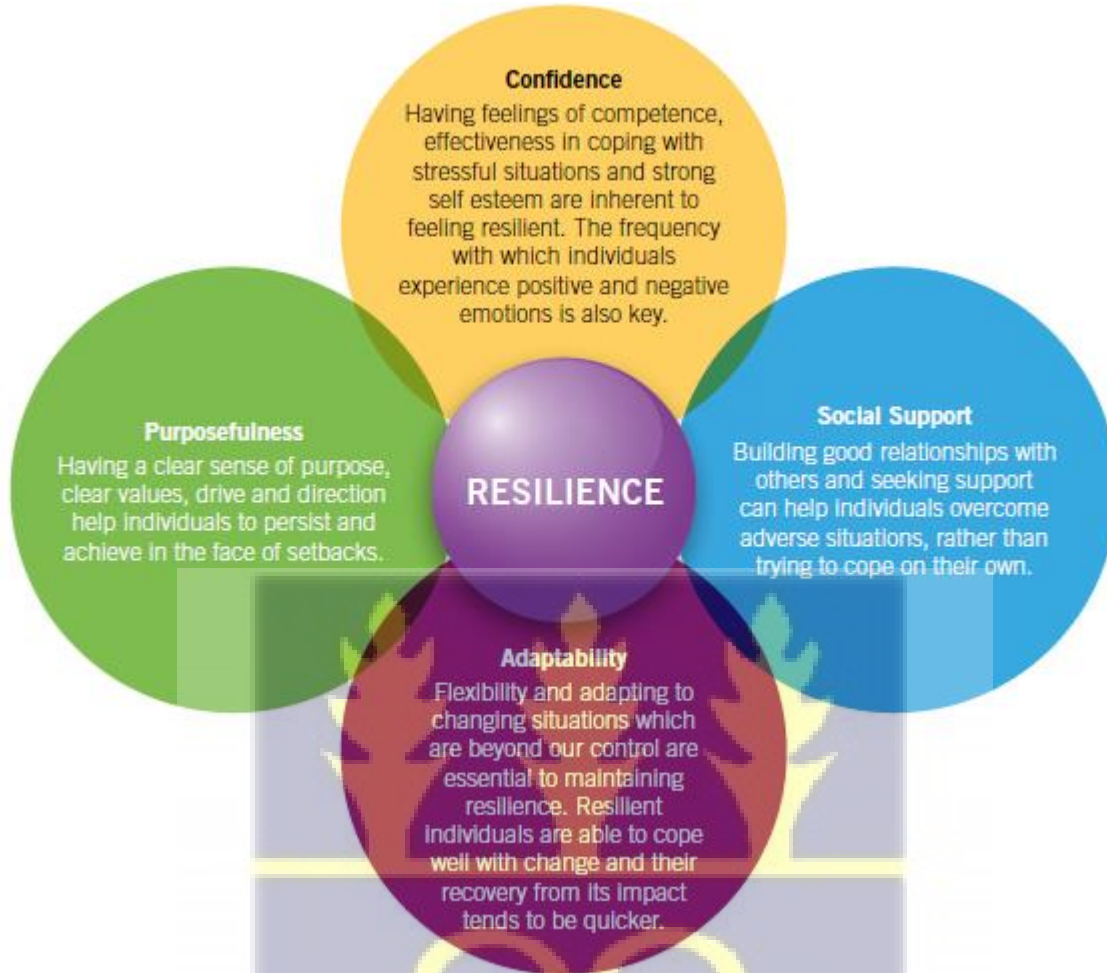 Confidence
Having feelings of competence,
effectiveness in coping with
stressful situations and strong
self esteem are inherent to
feeling resilient. The frequency
with which individuals
experience positive and negative
emotions is also key.
Purposefulness
Having a clear sense of purpose,
clear values, drive and direction
help individuals to persist and
achieve in the face of setbacks.
RESILIENCE
Social Support
Building good relationships with
others and seeking support
can help individuals overcome
adverse situations, rather than
trying to cope on their own.
Adaptability
Flexibility and adapting to
changing situations which
are beyond our control are
essential to maintaining
resilience. Resilient
individuals are able to cope
well with change and their
recovery from its impact
tends to be quicker.